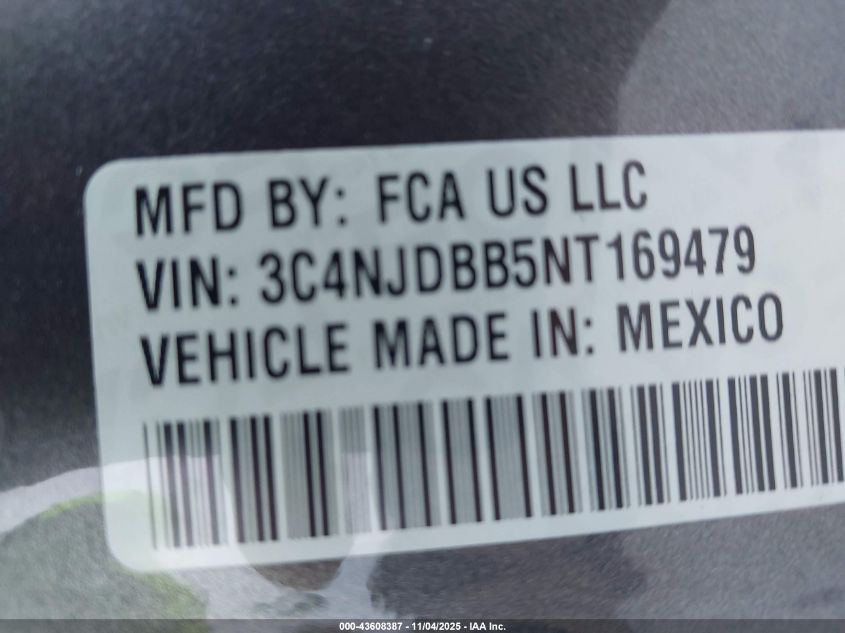 MFD BY: FCA US LLC
VIN: 3C4NJDBB5NT169479
VEHICLE MADE IN: MEXICO
000-43608387 - 11/04/2025 - IAA Inc.